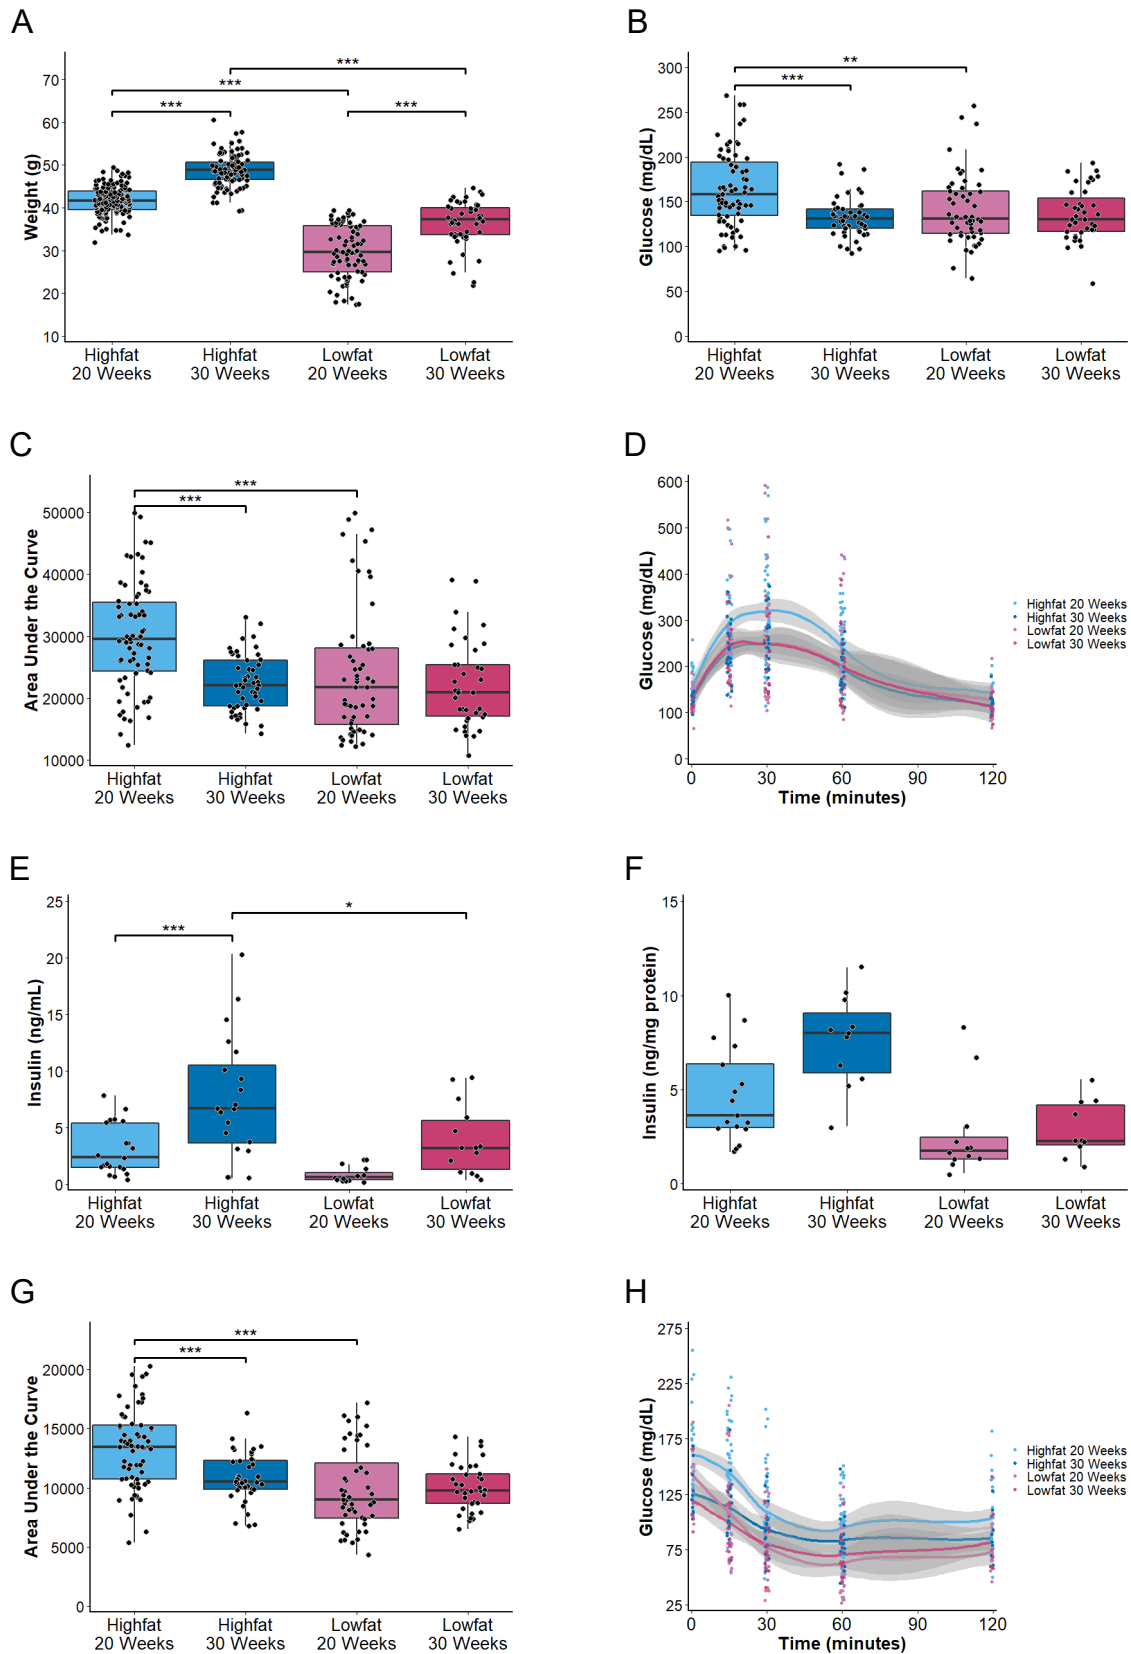 A
Weight (g)
70
60
50
40
30
20
10
***
***
***
***
Highfat
20 Weeks
Highfat
30 Weeks
Lowfat
20 Weeks
Lowfat
30 Weeks
B
Glucose (mg/dL)
300
250
200
150
100
50
0
**
***
Highfat
20 Weeks
Highfat
30 Weeks
Lowfat
20 Weeks
Lowfat
30 Weeks
C
Area Under the Curve
50000
40000
30000
20000
10000
***
***
Highfat
20 Weeks
Highfat
30 Weeks
Lowfat
20 Weeks
Lowfat
30 Weeks
D
Glucose (mg/dL)
600
500
400
300
200
100
0
0 30 60 90 120
Time (minutes)
Highfat 20 Weeks
Highfat 30 Weeks
Lowfat 20 Weeks
Lowfat 30 Weeks
E
Insulin (ng/mL)
25
20
15
10
5
0
*
***
Highfat
20 Weeks
Highfat
30 Weeks
Lowfat
20 Weeks
Lowfat
30 Weeks
F
Insulin (ng/mg protein)
15
10
5
0
Highfat
20 Weeks
Highfat
30 Weeks
Lowfat
20 Weeks
Lowfat
30 Weeks
G
Area Under the Curve
20000
15000
10000
5000
0
***
***
Highfat
20 Weeks
Highfat
30 Weeks
Lowfat
20 Weeks
Lowfat
30 Weeks
H
Glucose (mg/dL)
275
225
175
125
75
25
0 30 60 90 120
Time (minutes)
Highfat 20 Weeks
Highfat 30 Weeks
Lowfat 20 Weeks
Lowfat 30 Weeks